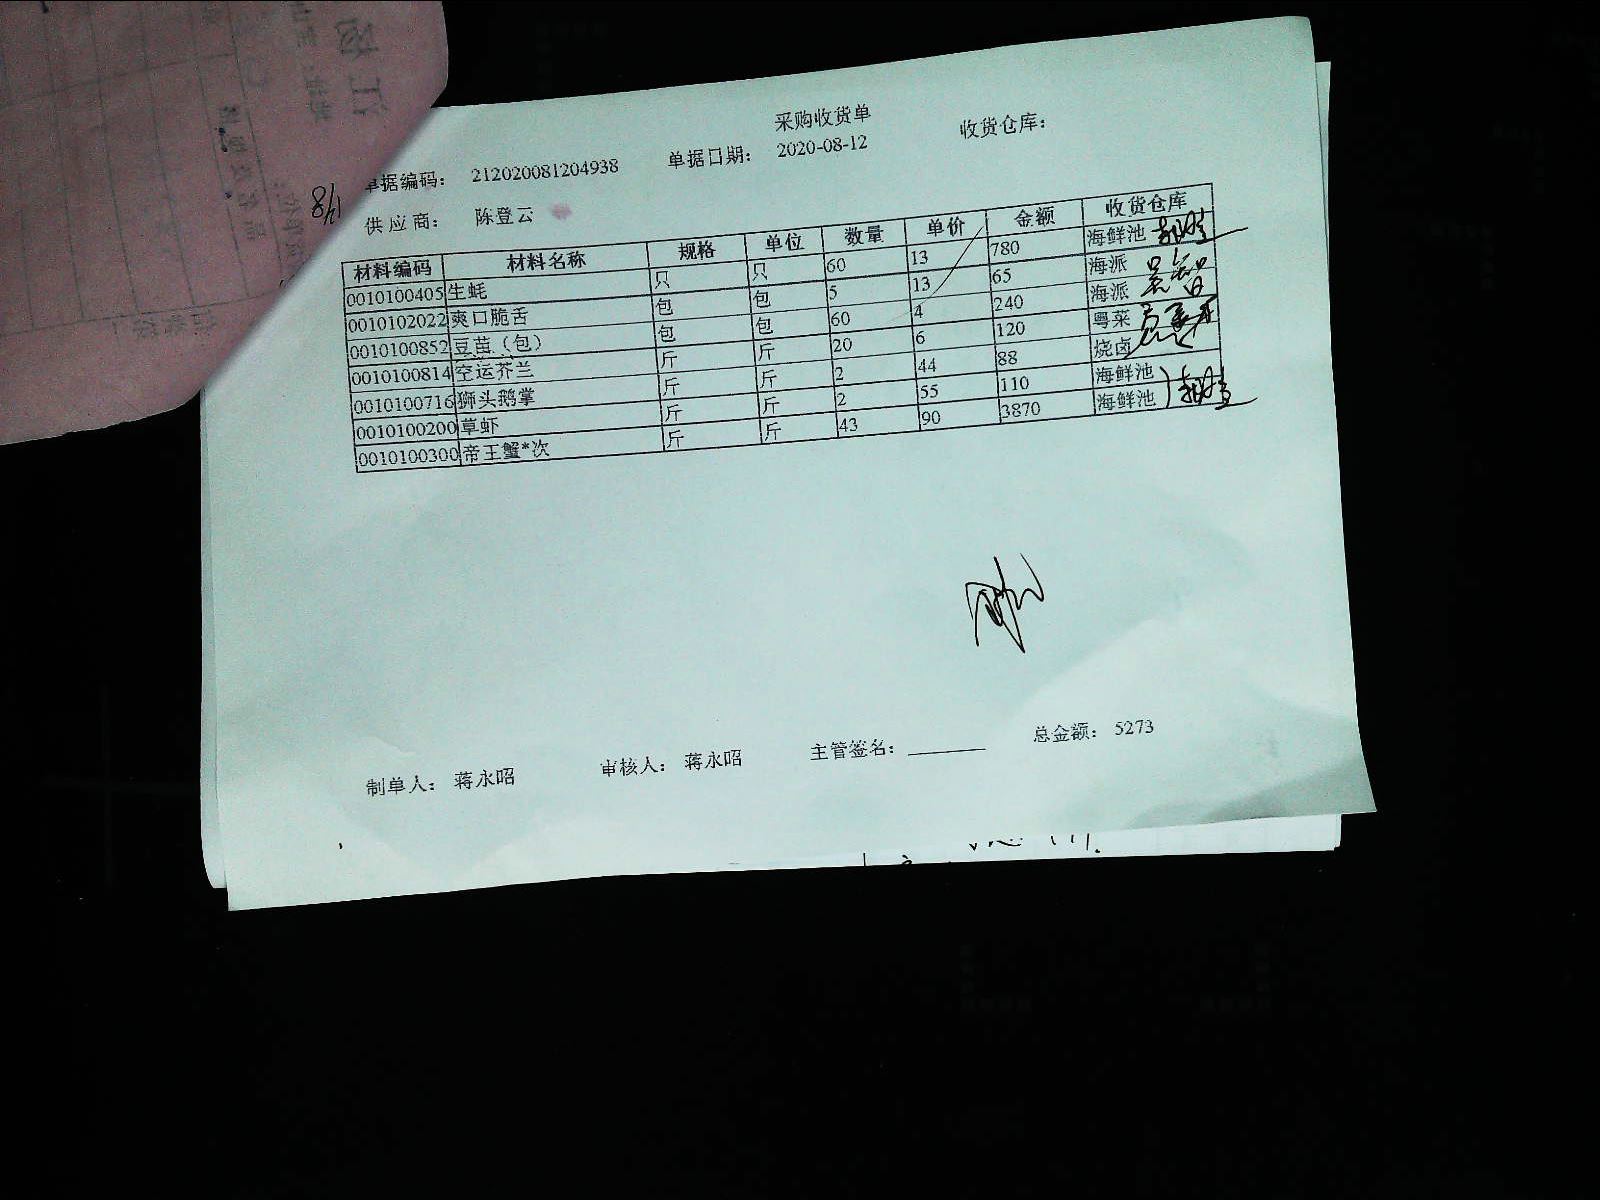 采购收货单
单据编码： 212020081204938 单据日期： 2020-08-12 收货仓库：
供应商： 陈登云
材料编码 材料名称 规格 单位 数量 单价 金额 收货仓库
0010100405 生蚝 只 只 60 13 780 海鲜池
0010102022 爽口脆舌 包 包 5 13 65 海派
0010100852 豆苗（包） 包 包 60 4 240 海派
0010100814 空运芥兰 斤 斤 20 6 120 粤菜
0010100716 狮头鹅掌 斤 斤 2 44 88 烧卤
0010100200 草虾 斤 斤 2 55 110 海鲜池
0010100300 帝王蟹*次 斤 斤 43 90 3870 海鲜池
制单人： 蒋永昭 审核人： 蒋永昭 主管签名： 总金额： 5273